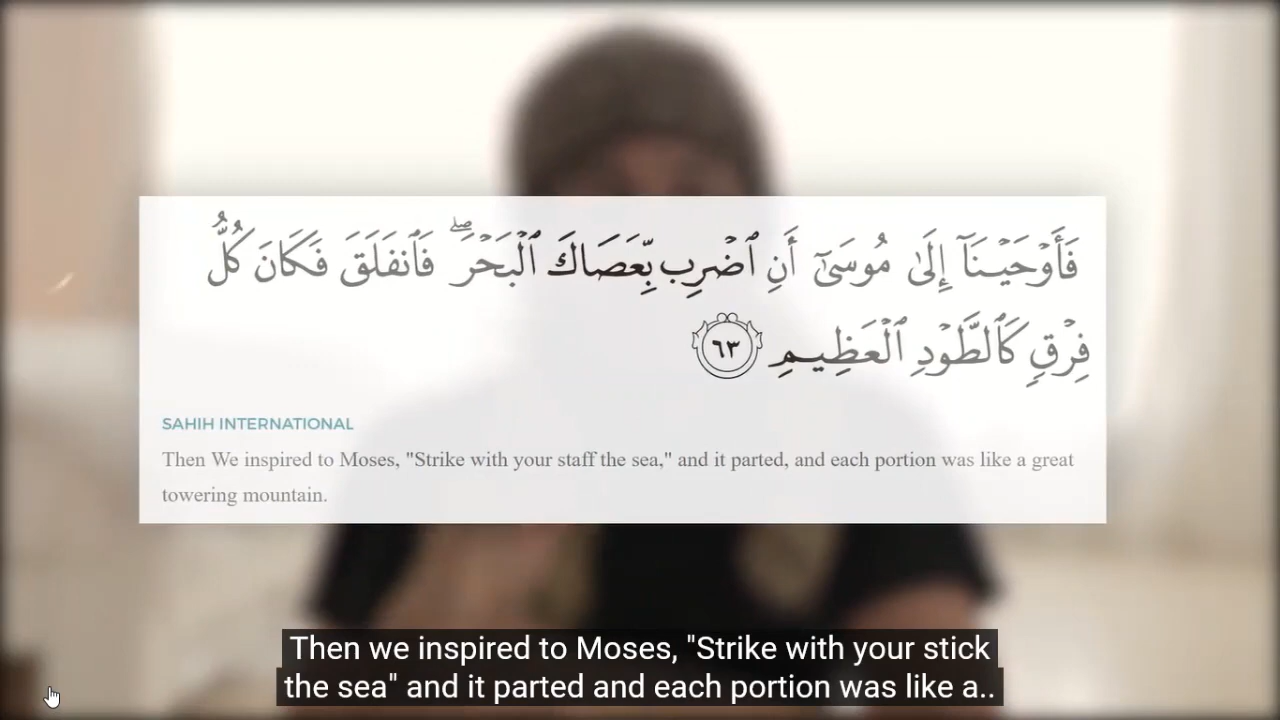 فَأَوْحَيْنَآ إِلَىٰ مُوسَىٰٓ أَنِ ٱضْرِب بِّعَصَاكَ ٱلْبَحْرَ ۖ فَٱنفَلَقَ فَكَانَ كُلُّ
فِرْقٍ كَٱلطَّوْدِ ٱلْعَظِيمِ ٦٣
SAHIH INTERNATIONAL
Then We inspired to Moses, "Strike with your staff the sea," and it parted, and each portion was like a great
towering mountain.
Then we inspired to Moses, "Strike with your stick
the sea" and it parted and each portion was like a..